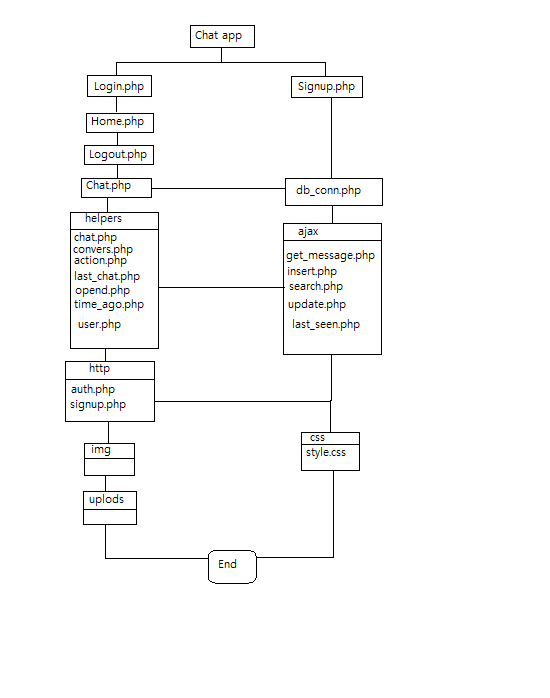 Chat app
Login.php
Signup.php
Home.php
Logout.php
Chat.php
db_conn.php
helpers
chat.php
convers.php
action.php
last_chat.php
opend.php
time_ago.php
user.php
ajax
get_message.php
insert.php
search.php
update.php
last_seen.php
http
auth.php
signup.php
css
style.css
img
uplods
End